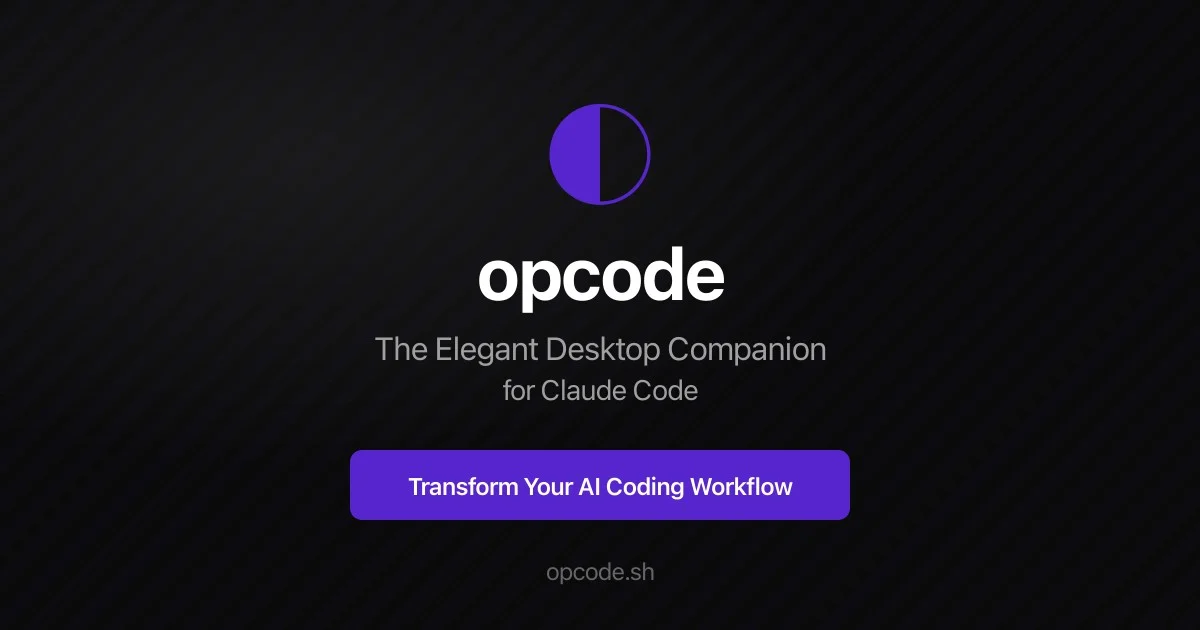 opcode
The Elegant Desktop Companion
for Claude Code
Transform Your AI Coding Workflow
opcode.sh